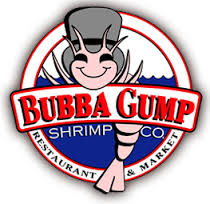 BUBBA GUMP
SHRIMP CO
RESTAURANT & MARKET